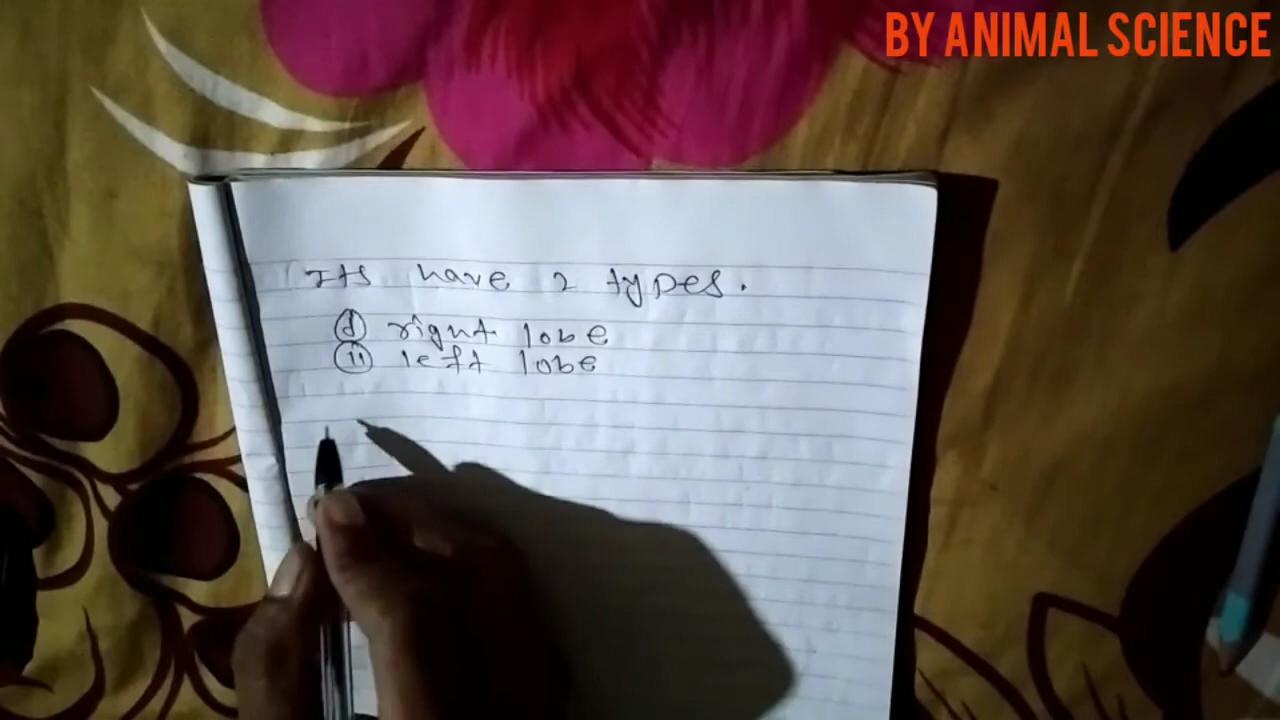 BY ANIMAL SCIENCE
Its have 2 types.
(i) right lobe
(ii) left lobe